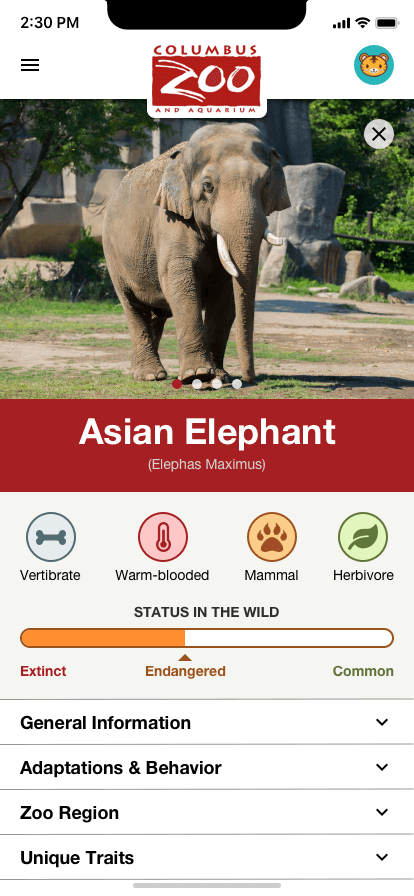 2:30 PM
COLUMBUS
ZOO
AND AQUARIUM
Asian Elephant
(Elephas Maximus)
Vertibrate Warm-blooded Mammal Herbivore
STATUS IN THE WILD
Extinct Endangered Common
General Information
Adaptations & Behavior
Zoo Region
Unique Traits